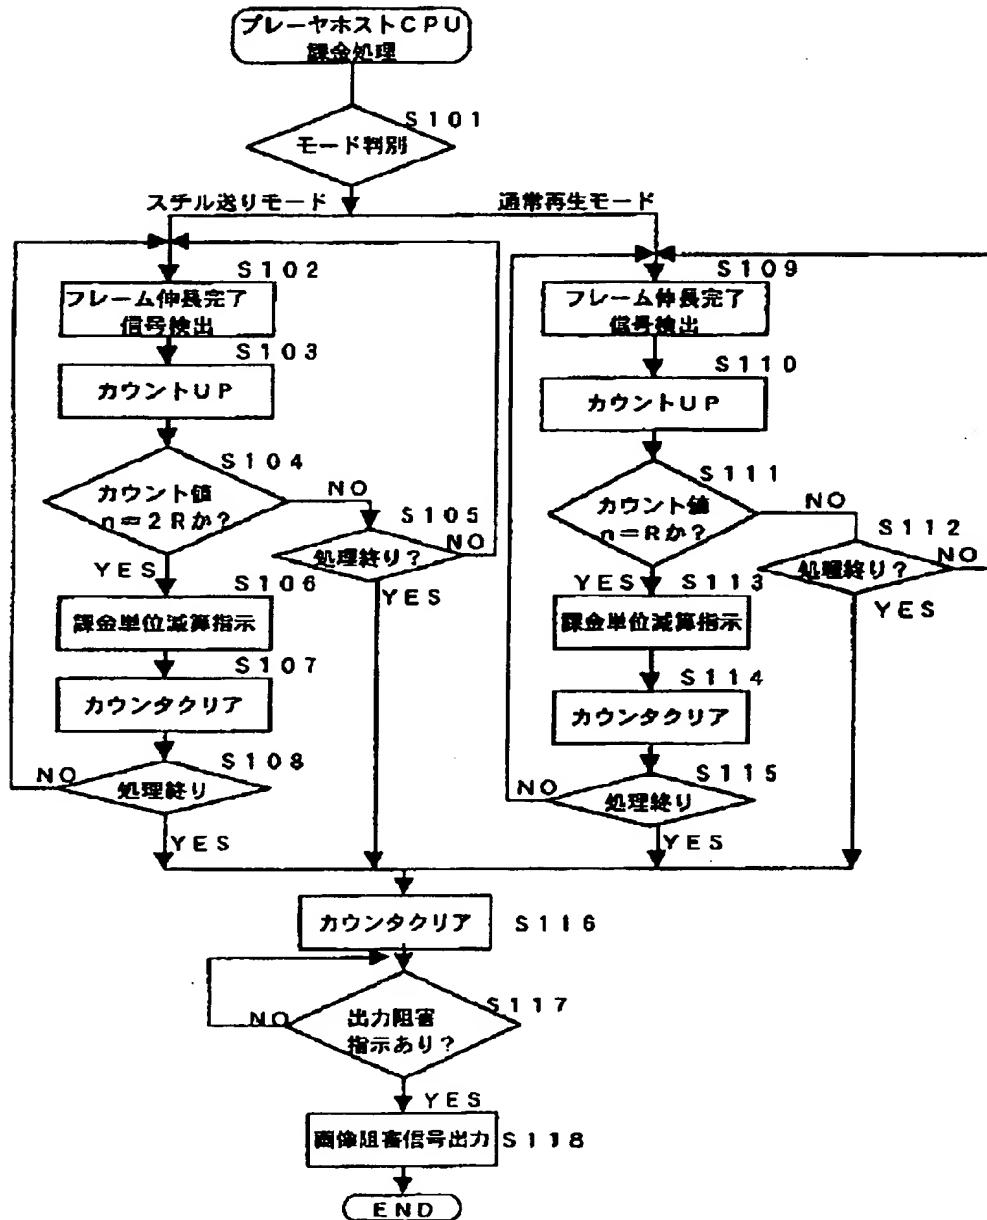 プレーヤホストCPU
課金処理
S101
モード判別
スチル送りモード
通常再生モード
S102
フレーム伸長完了
信号検出
S103
カウントUP
S104
カウント値
n=2Rか?
NO
S105
処理終り?
NO
YES
YES
S106
課金単位減算指示
S107
カウンタクリア
S108
NO
処理終り
YES
S109
フレーム伸長完了
信号検出
S110
カウントUP
S111
カウント値
n=Rか?
NO
S112
処理終り?
NO
YES
YES
S113
課金単位減算指示
S114
カウンタクリア
S115
NO
処理終り
YES
カウンタクリア
S116
S117
出力阻害
指示あり?
NO
YES
画像阻害信号出力
S118
END